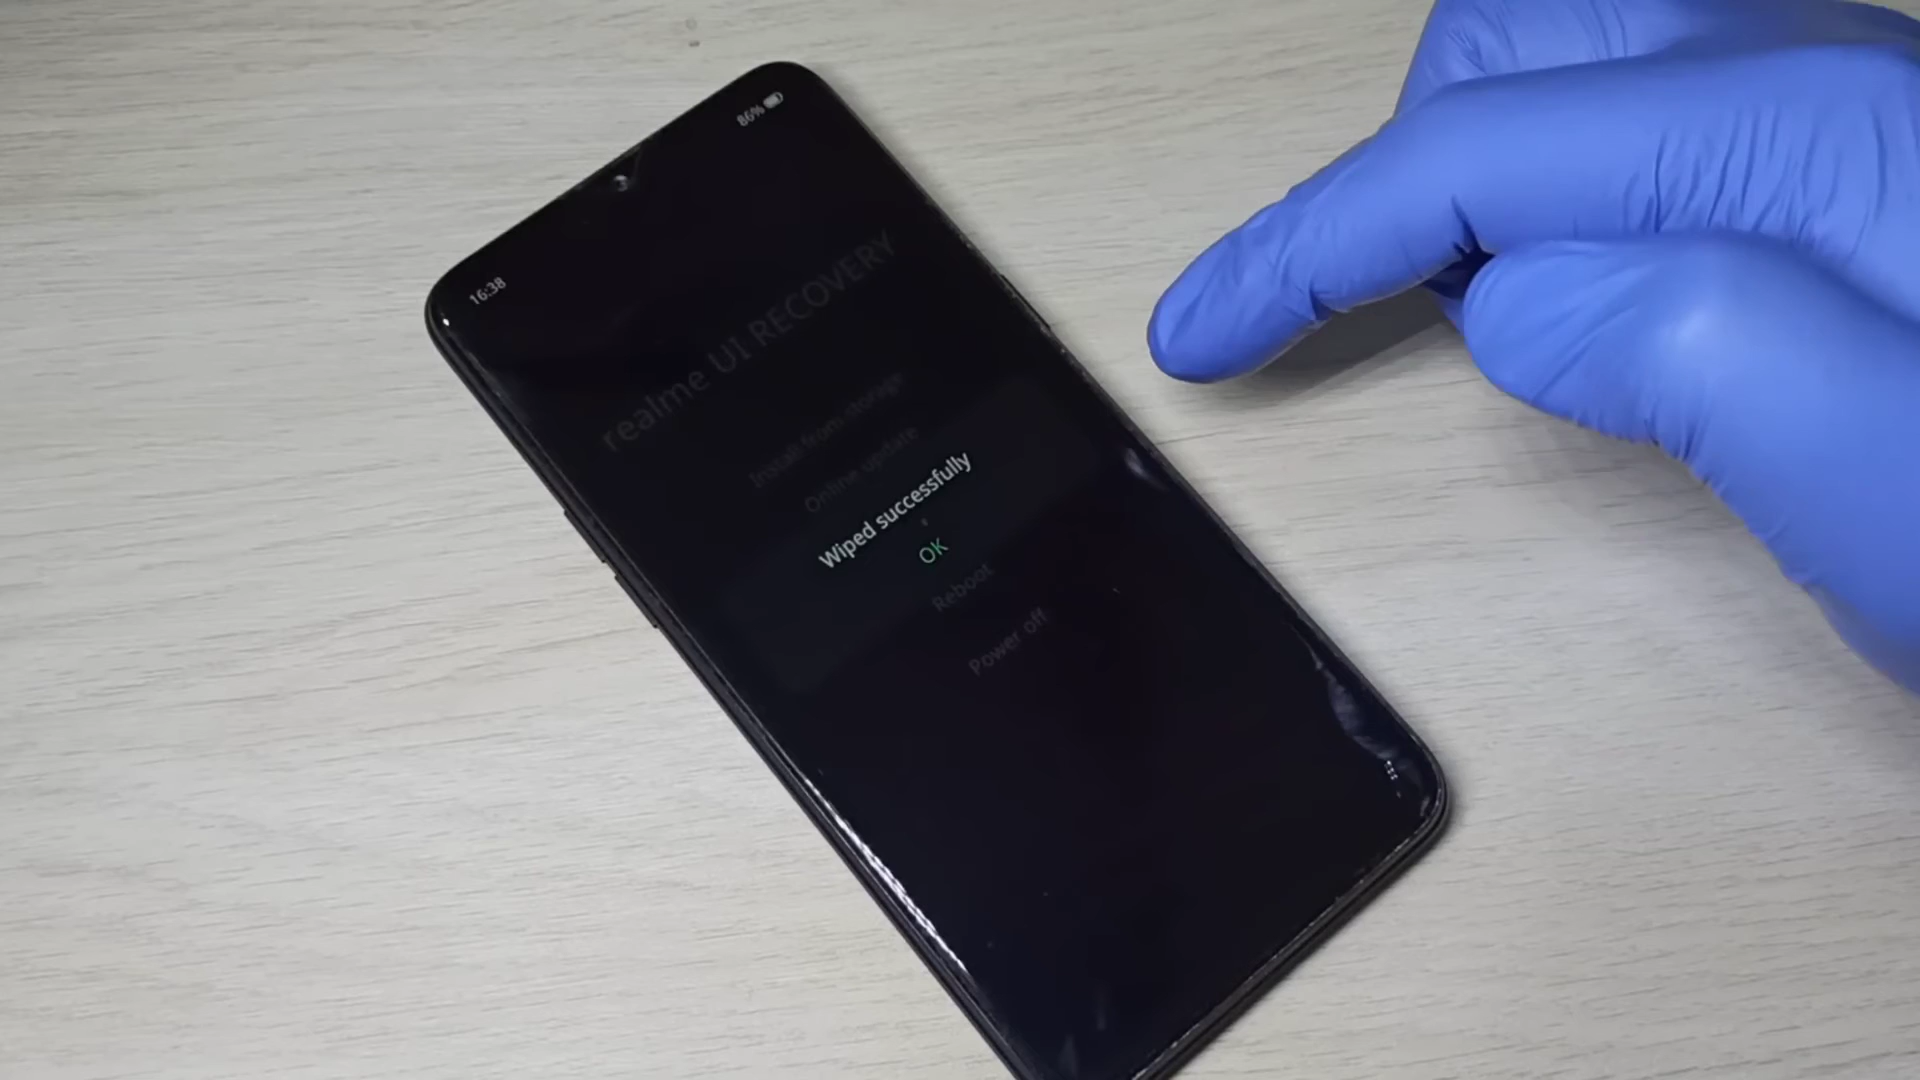 16:38
86%
realme UI RECOVERY
Install from storage
Online update
Wiped successfully
OK
Reboot
Power off